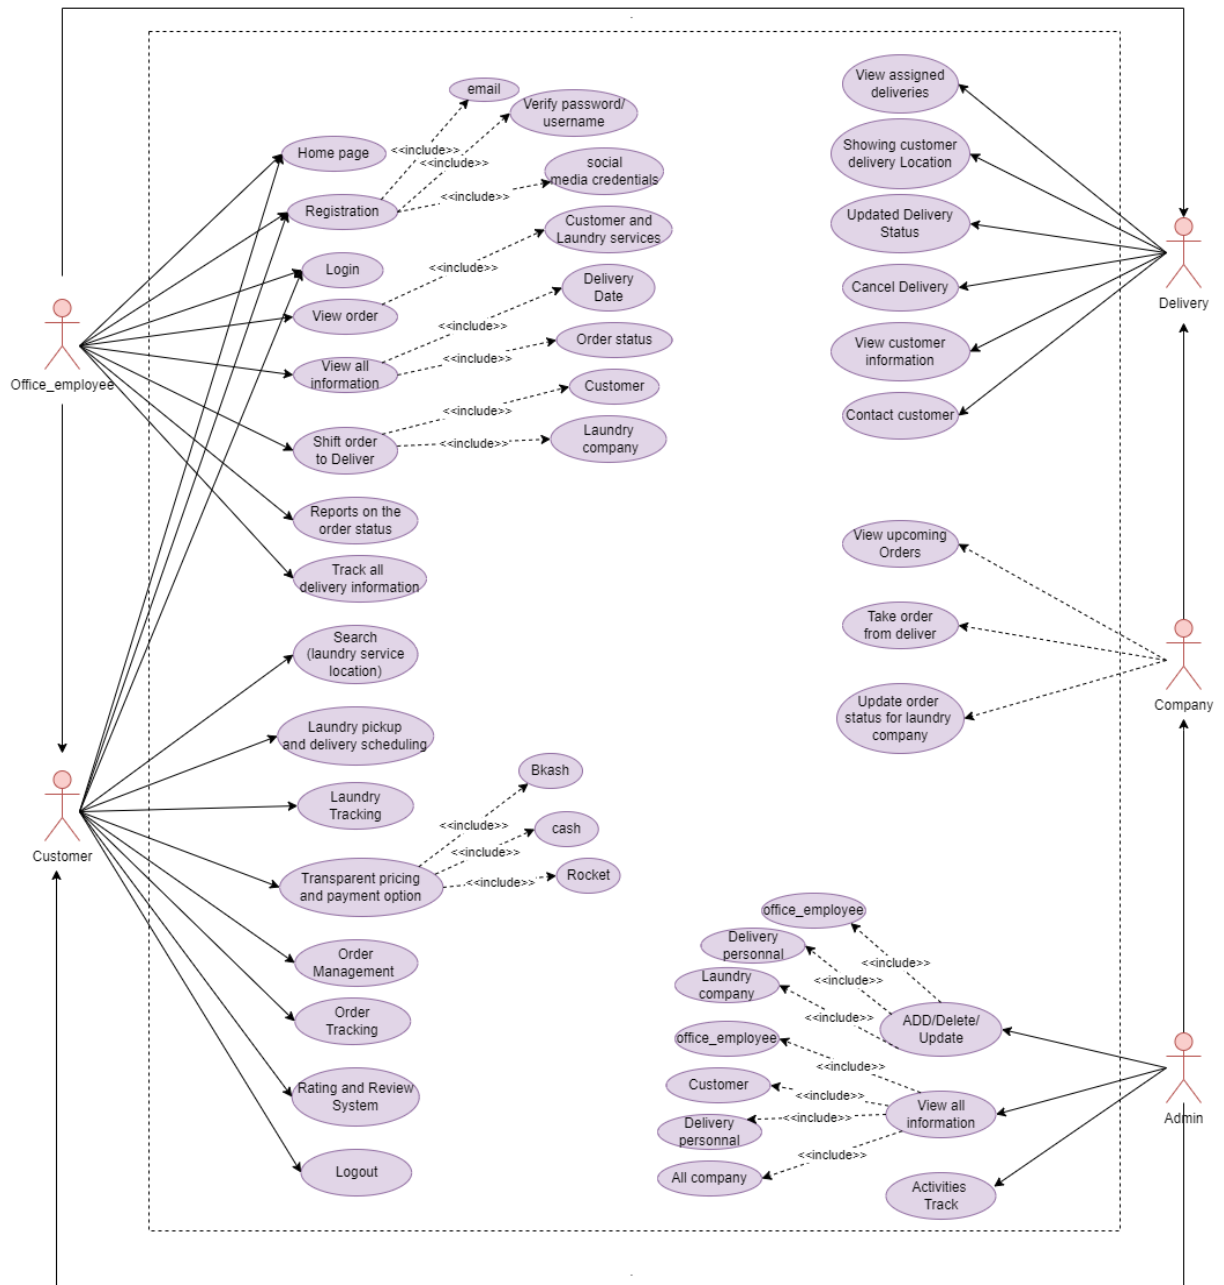 email
Verify password/
username
<<include>>
<<include>>
Home page
social
media credentials
<<include>>
Registration
Customer and
Laundry services
<<include>>
Login
Delivery
Date
View order
<<include>>
Order status
<<include>>
View all
information
Customer
<<include>>
Shift order
to Deliver
<<include>>
Laundry
company
Reports on the
order status
Track all
delivery information
Office_employee
Search
(laundry service
location)
Laundry pickup
and delivery scheduling
Laundry
Tracking
Bkash
<<include>>
cash
<<include>>
Transparent pricing
and payment option
<<include>>
Rocket
Customer
Order
Management
Order
Tracking
Rating and Review
System
Logout
View assigned
deliveries
Showing customer
delivery Location
Updated Delivery
Status
Cancel Delivery
View customer
information
Contact customer
Delivery
View upcoming
Orders
Take order
from deliver
Update order
status for laundry
company
Company
office_employee
Delivery
personnal
<<include>>
Laundry
company
<<include>>
<<include>>
ADD/Delete/
Update
office_employee
<<include>>
Customer
<<include>>
View all
information
Delivery
personnal
<<include>>
<<include>>
All company
Activities
Track
Admin